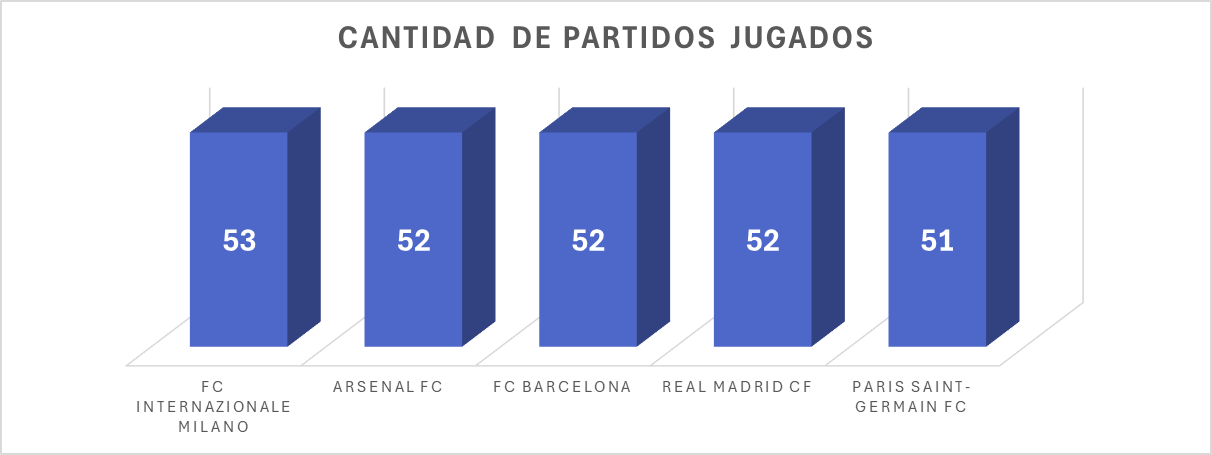 CANTIDAD DE PARTIDOS JUGADOS
53 52 52 52 51
FC INTERNAZIONALE MILANO
ARSENAL FC
FC BARCELONA
REAL MADRID CF
PARIS SAINT-GERMAIN FC